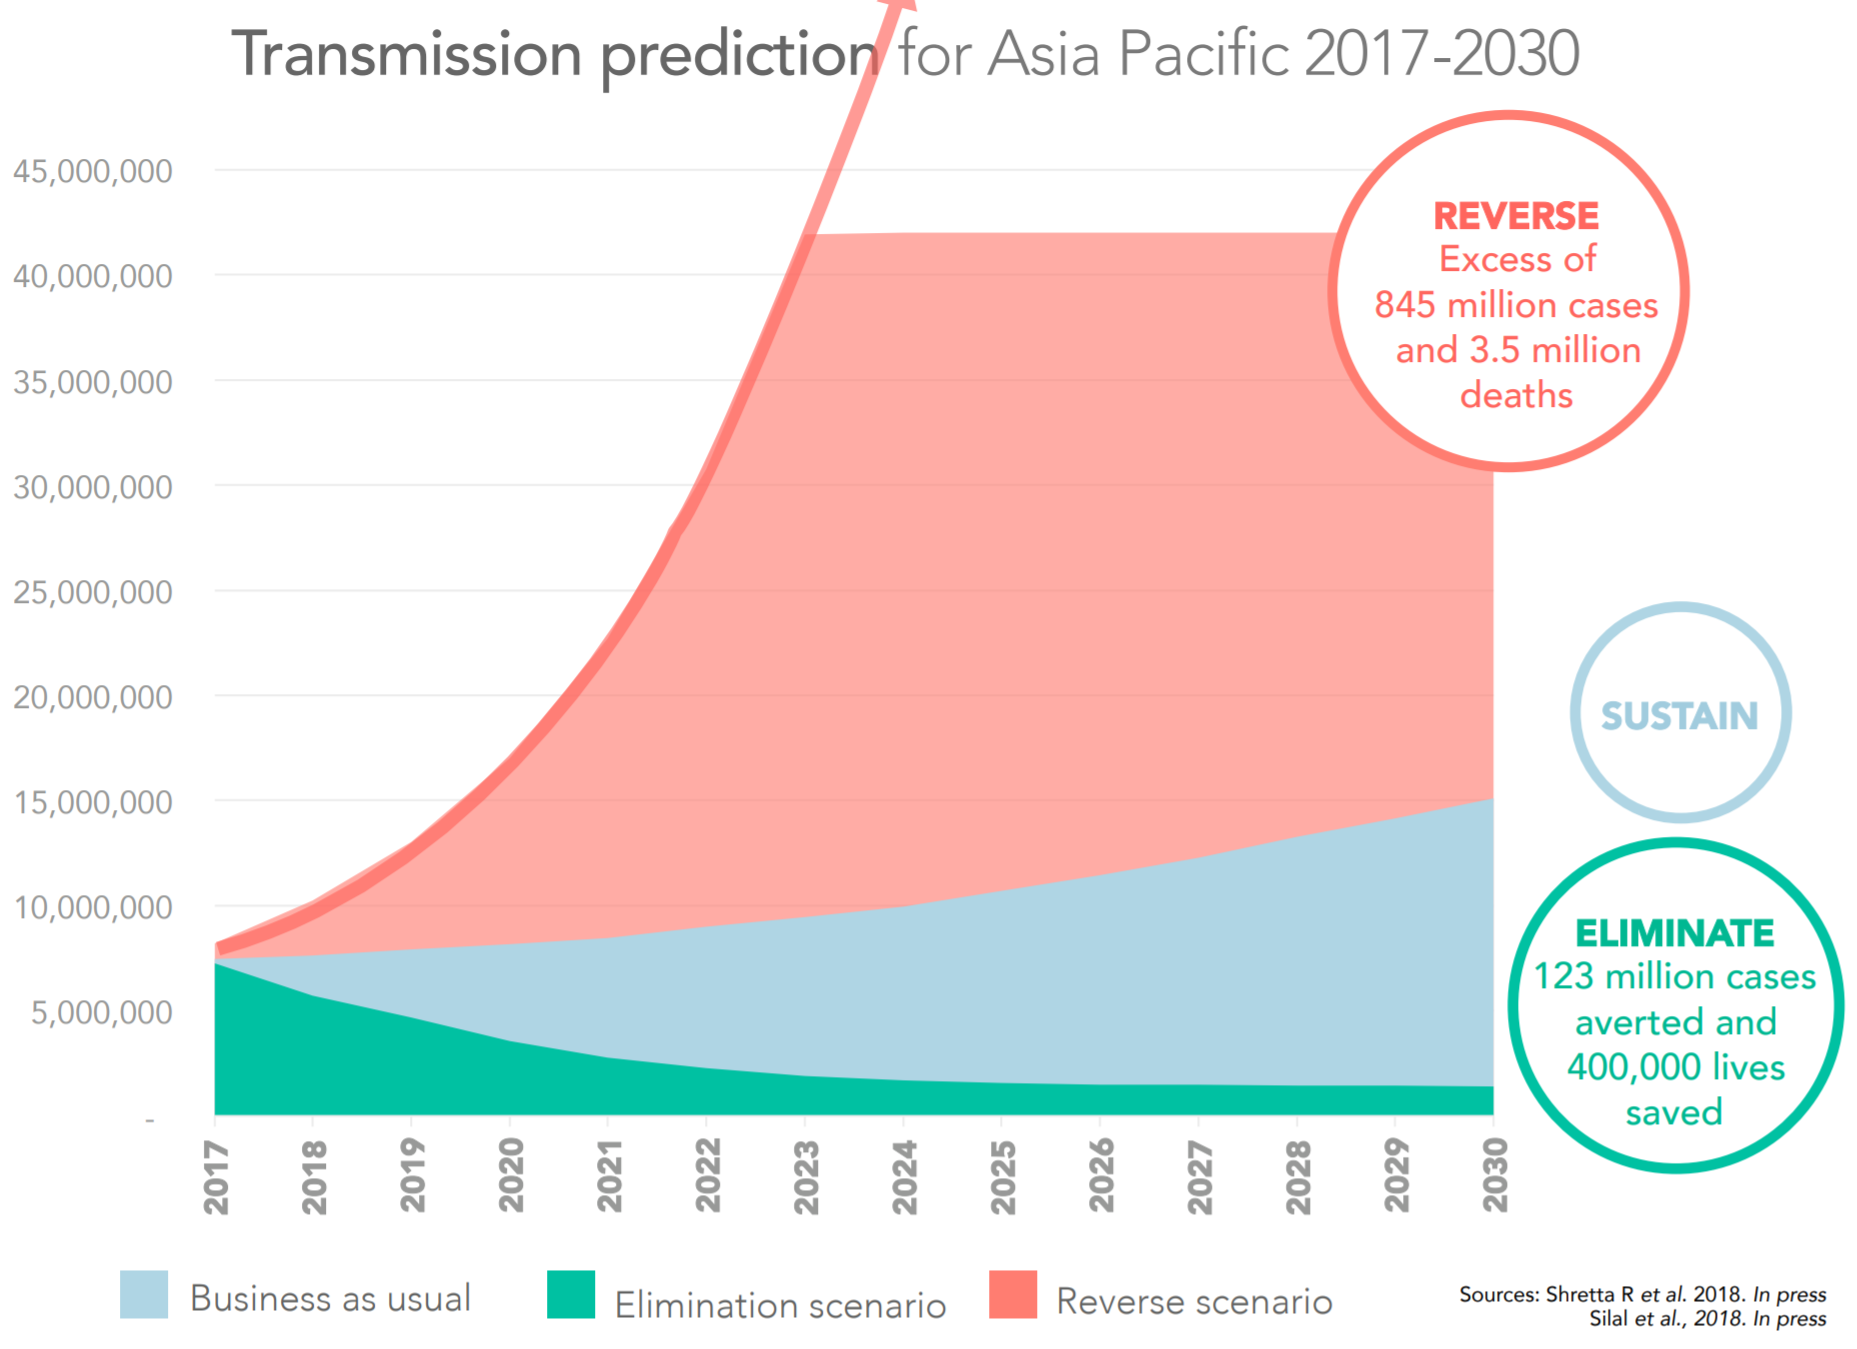 Transmission prediction for Asia Pacific 2017-2030
45,000,000
40,000,000
35,000,000
30,000,000
25,000,000
20,000,000
15,000,000
10,000,000
5,000,000
-
REVERSE
Excess of
845 million cases
and 3.5 million
deaths
SUSTAIN
ELIMINATE
123 million cases
averted and
400,000 lives
saved
2017
2018
2019
2020
2021
2022
2023
2024
2025
2026
2027
2028
2029
2030
Business as usual
Elimination scenario
Reverse scenario
Sources: Shretta R et al. 2018. In press
Silal et al., 2018. In press